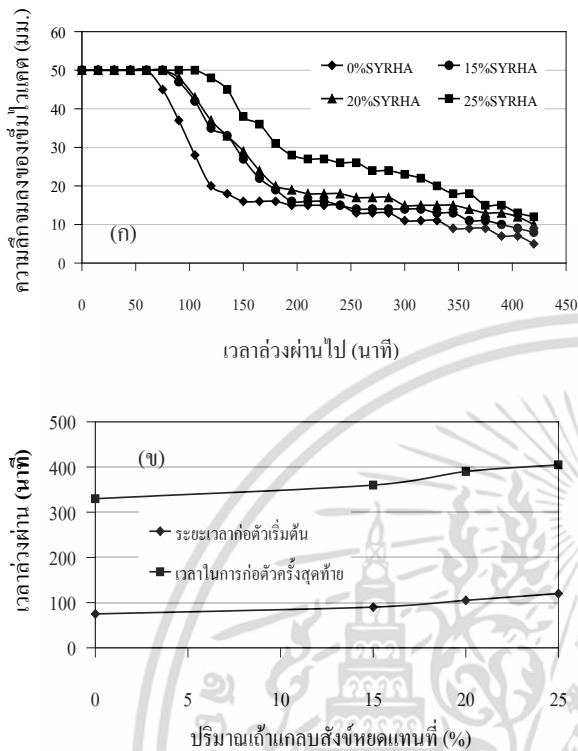 60
50
40
30
20
10
0
ความลึกจมลงของเข็มไวแคต (มม.)
0%SYRHA
15%SYRHA
20%SYRHA
25%SYRHA
(ก)
0 50 100 150 200 250 300 350 400 450
เวลาล่วงผ่านไป (นาที)
500
400
300
200
100
0
เวลาล่วงผ่าน (นาที)
(ข)
ระยะเวลาก่อตัวเริ่มต้น
เวลาในการก่อตัวครั้งสุดท้าย
0 5 10 15 20 25
ปริมาณเถ้าแกลบสังข์หยดแทนที่ (%)